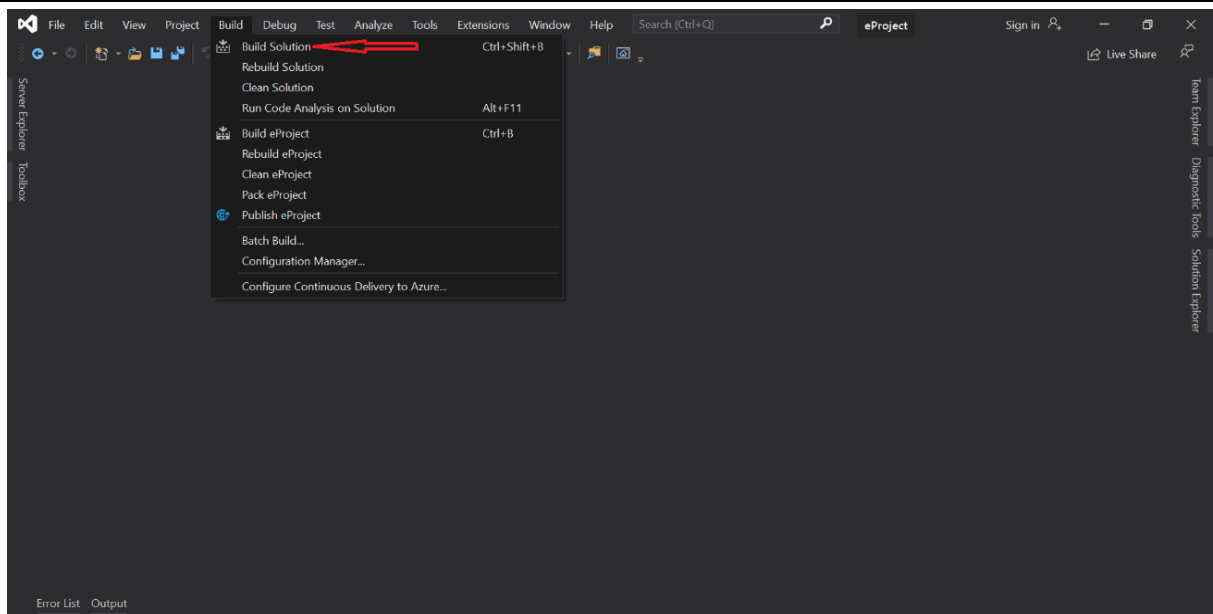 File Edit View Project Build Debug Test Analyze Tools Extensions Window Help Search (Ctrl+Q) eProject Sign in
Live Share
Build Solution Ctrl+Shift+B
Rebuild Solution
Clean Solution
Run Code Analysis on Solution Alt+F11
Build eProject Ctrl+B
Rebuild eProject
Clean eProject
Pack eProject
Publish eProject
Batch Build...
Configuration Manager...
Configure Continuous Delivery to Azure...
Server Explorer
Toolbox
Team Explorer
Diagnostic Tools
Solution Explorer
Error List Output